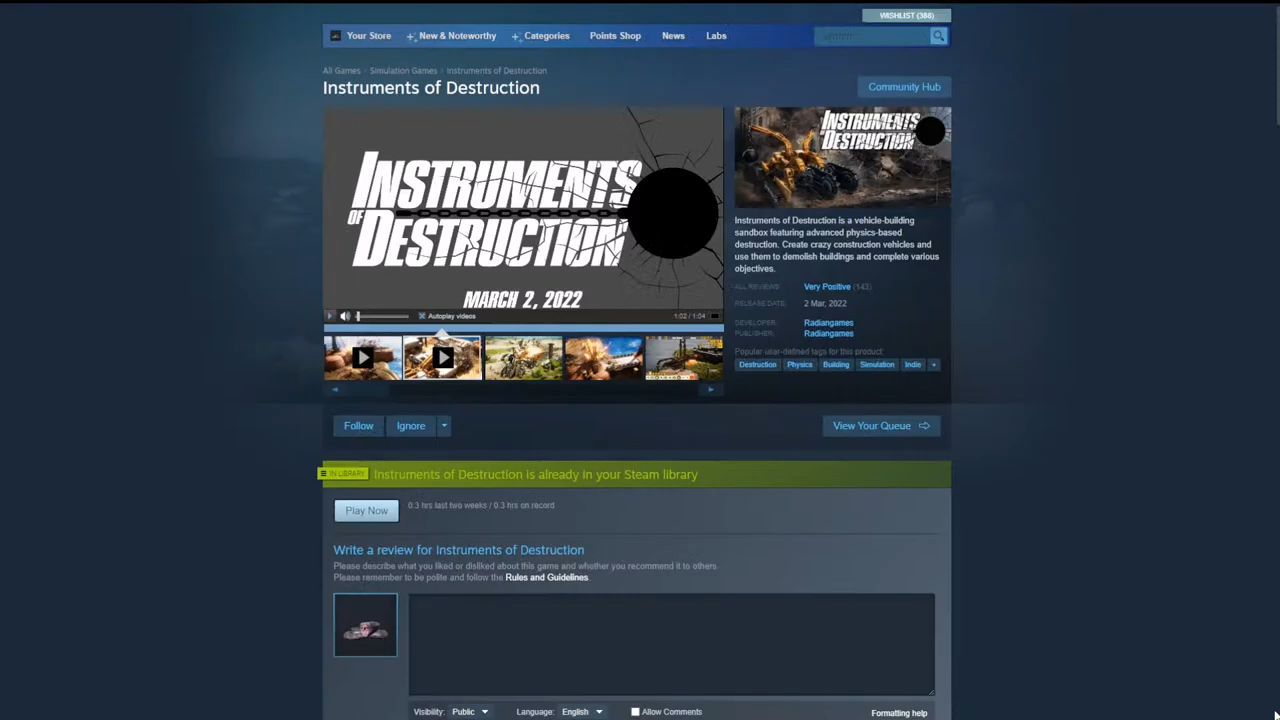 WISHLIST (388)
Your Store
New & Noteworthy
Categories
Points Shop
News
Labs
All Games
Simulation Games
Instruments of Destruction
Instruments of Destruction
Community Hub
INSTRUMENTS
OF DESTRUCTION
MARCH 2, 2022
Autoplay videos
1:02 / 1:04
INSTRUMENTS
OF DESTRUCTION
Instruments of Destruction is a vehicle-building
sandbox featuring advanced physics-based
destruction. Create crazy construction vehicles and
use them to demolish buildings and complete various
objectives.
ALL REVIEWS: Very Positive (143)
RELEASE DATE: 2 Mar, 2022
DEVELOPER: Radiangames
PUBLISHER: Radiangames
Popular user-defined tags for this product:
Destruction Physics Building Simulation Indie +
Follow
Ignore
View Your Queue
IN LIBRARY
Instruments of Destruction is already in your Steam library
Play Now
0.3 hrs last two weeks / 0.3 hrs on record
Write a review for Instruments of Destruction
Please describe what you liked or disliked about this game and whether you recommend it to others.
Please remember to be polite and follow the Rules and Guidelines.
Visibility: Public
Language: English
Allow Comments
Formatting help